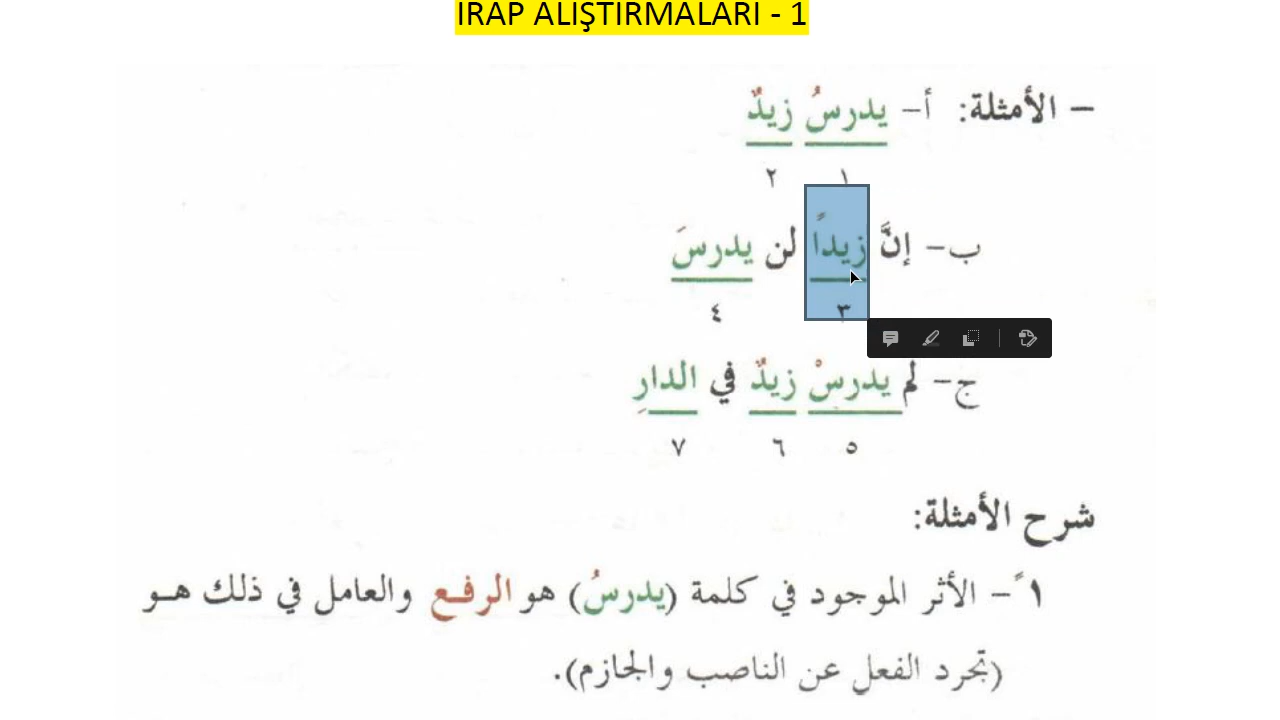 İRAP ALIŞTIRMALARI - 1
– الأمثلة: أ– يدرسُ زيدٌ
١ ٢
ب– إنَّ زيداً لن يدرسَ
٣ ٤
ج– لم يدرسْ زيدٌ في الدارِ
٥ ٦ ٧
شرح الأمثلة:
١ً– الأثر الموجود في كلمة (يدرسُ) هو الرفع والعامل في ذلك هو
(تجرد الفعل عن الناصب والجازم).